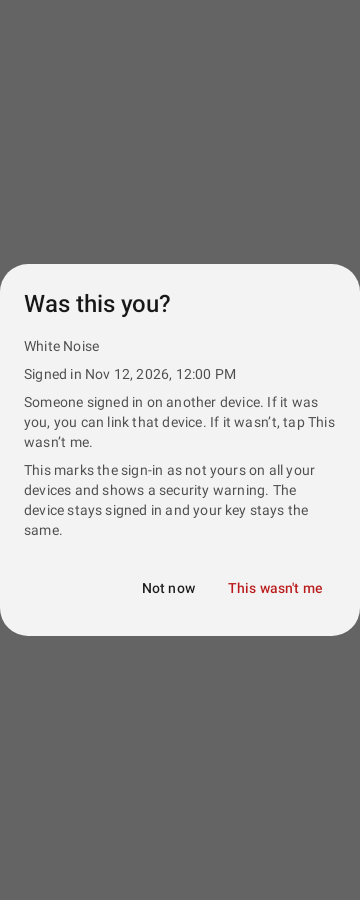 Was this you?
White Noise
Signed in Nov 12, 2026, 12:00 PM
Someone signed in on another device. If it was
you, you can link that device. If it wasn’t, tap This
wasn’t me.
This marks the sign-in as not yours on all your
devices and shows a security warning. The
device stays signed in and your key stays the
same.
Not now
This wasn't me